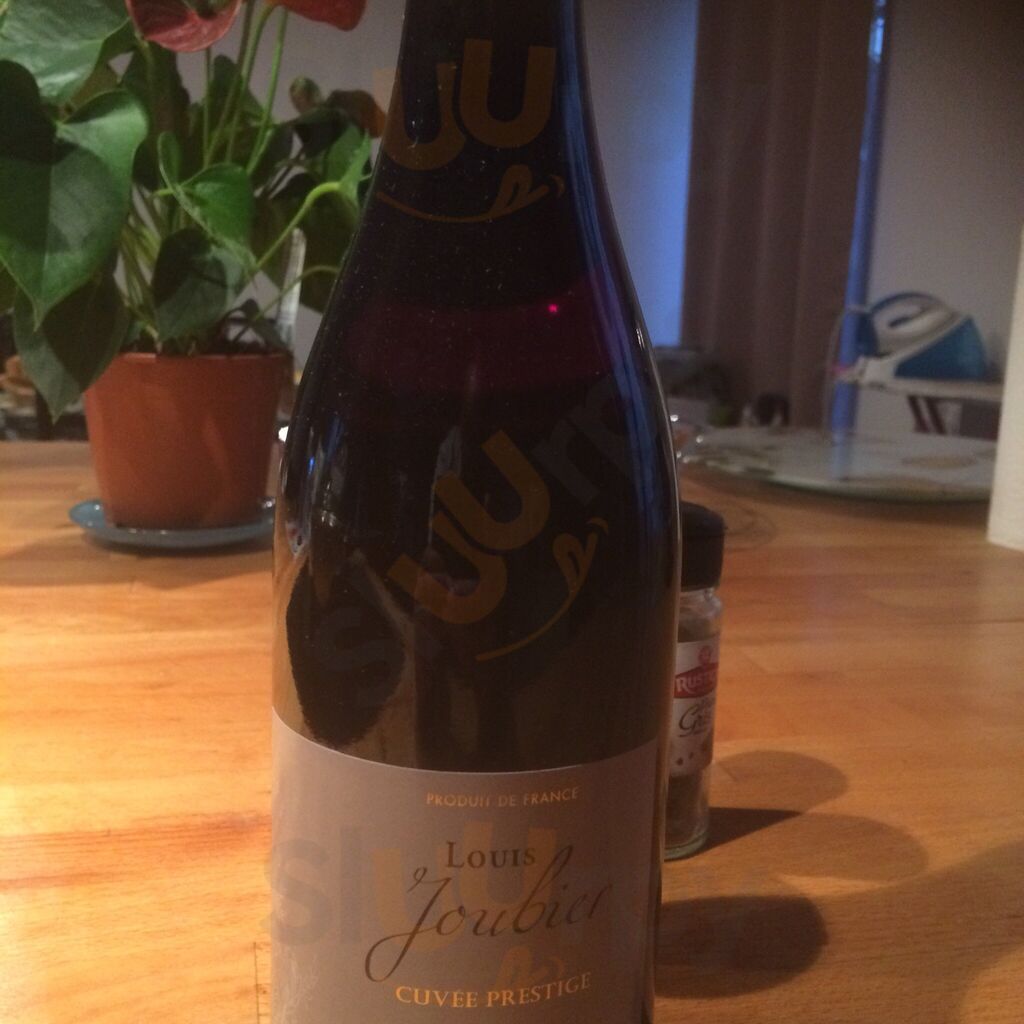 PRODUIT DE FRANCE
LOUIS
Joubier
CUVÉE PRESTIGE